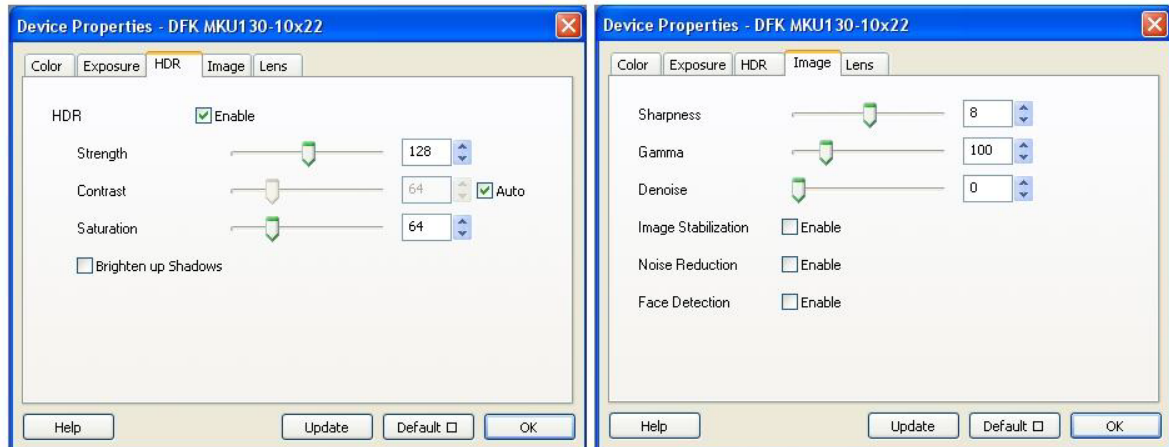 Device Properties - DFK MKU130-10x22
Color Exposure HDR Image Lens
HDR Enable
Strength 128
Contrast 64 Auto
Saturation 64
Brighten up Shadows
Help Update Default OK
Device Properties - DFK MKU130-10x22
Color Exposure HDR Image Lens
Sharpness 8
Gamma 100
Denoise 0
Image Stabilization Enable
Noise Reduction Enable
Face Detection Enable
Help Update Default OK